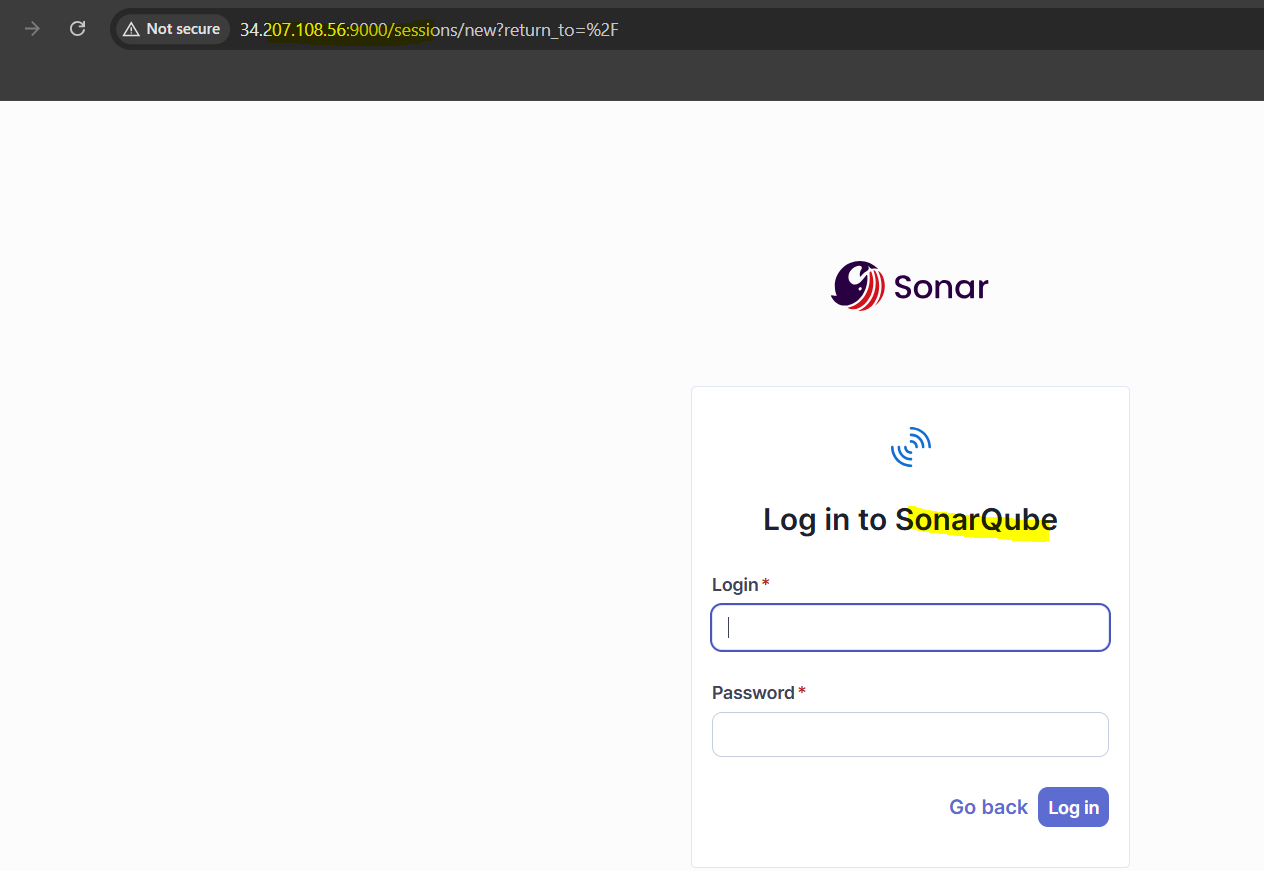 Not secure 34.207.108.56:9000/sessions/new?return_to=%2F
Sonar
Log in to SonarQube
Login *
Password *
Go back Log in